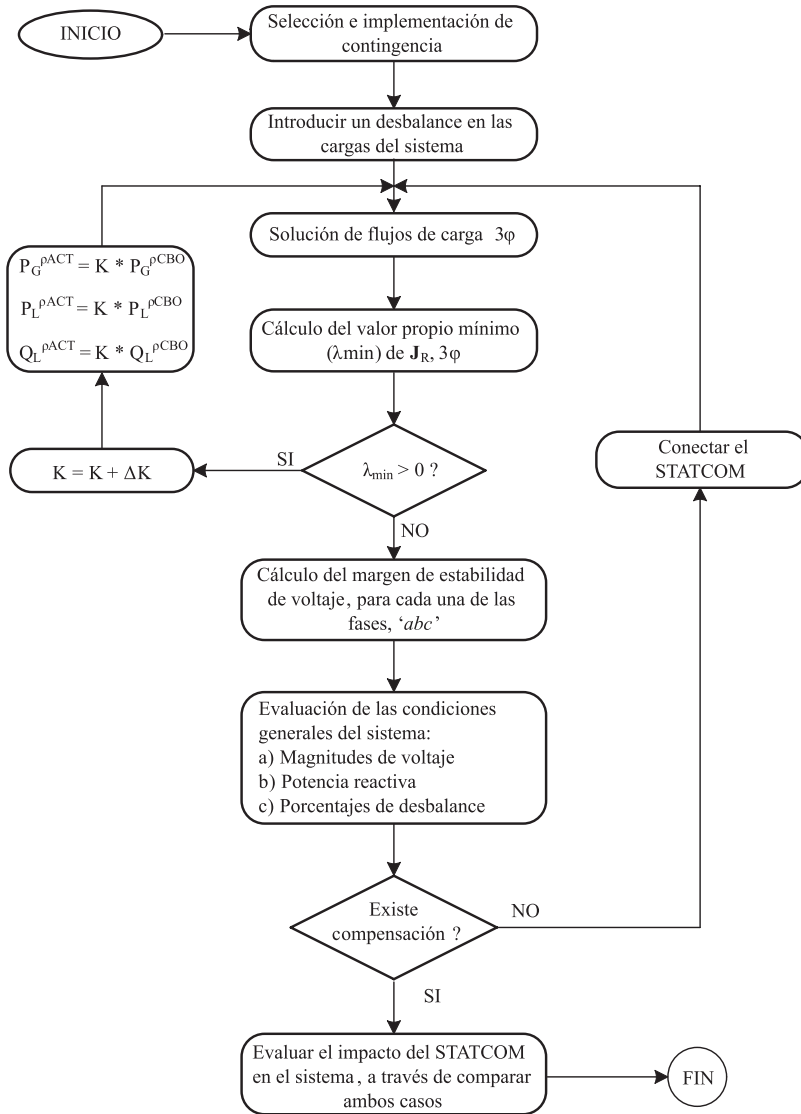 INICIO
Selección e implementación de
contingencia
Introducir un desbalance en las
cargas del sistema
Solución de flujos de carga 3φ
P_G^ρACT = K * P_G^ρCBO
P_L^ρACT = K * P_L^ρCBO
Q_L^ρACT = K * Q_L^ρCBO
Cálculo del valor propio mínimo
(λmin) de J_R, 3φ
K = K + ΔK
SI
λ_min > 0 ?
NO
Conectar el
STATCOM
Cálculo del margen de estabilidad
de voltaje, para cada una de las
fases, ‘abc’
Evaluación de las condiciones
generales del sistema:
a) Magnitudes de voltaje
b) Potencia reactiva
c) Porcentajes de desbalance
Existe
compensación ?
NO
SI
Evaluar el impacto del STATCOM
en el sistema, a través de comparar
ambos casos
FIN